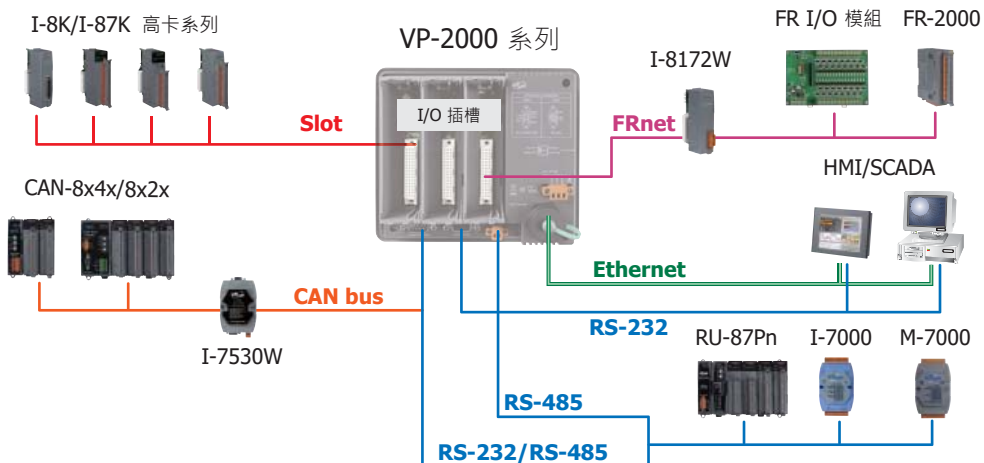 I-8K/I-87K 高卡系列
VP-2000 系列
FR I/O 模組
FR-2000
I-8172W
I/O 插槽
Slot
FRnet
HMI/SCADA
CAN-8x4x/8x2x
Ethernet
CAN bus
RS-232
I-7530W
RU-87Pn
I-7000
M-7000
RS-485
RS-232/RS-485